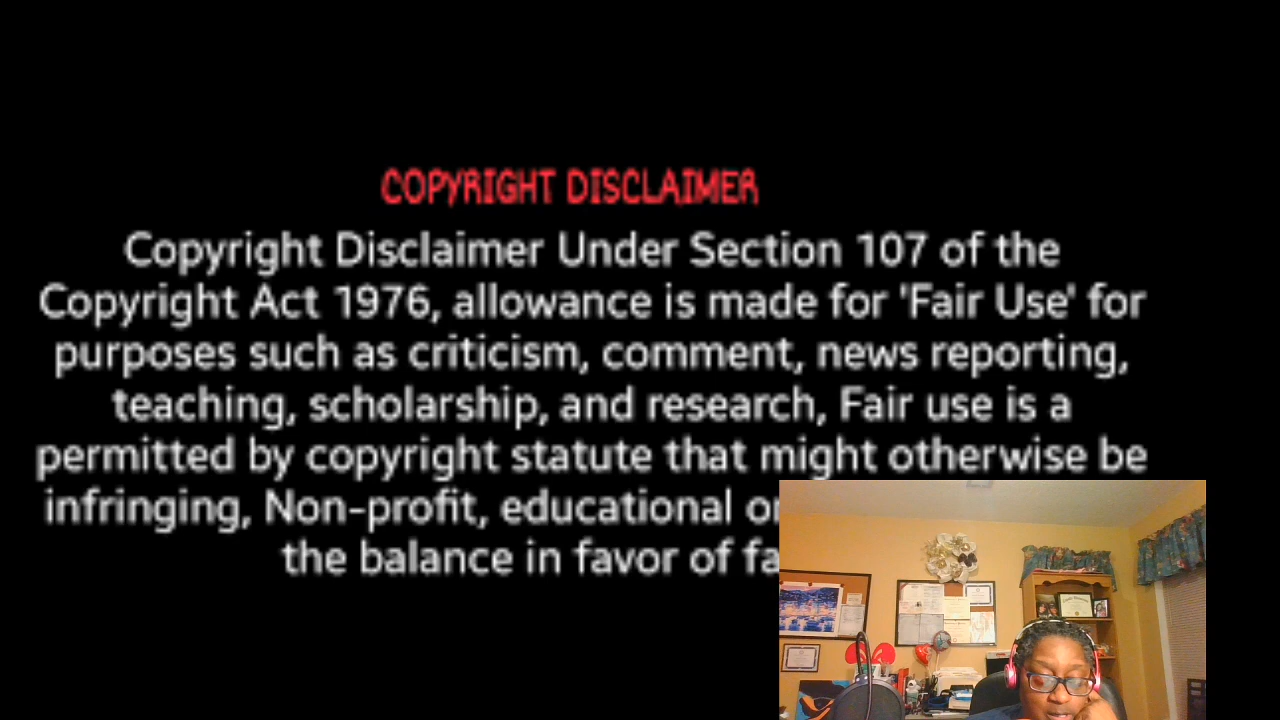 COPYRIGHT DISCLAIMER
Copyright Disclaimer Under Section 107 of the
Copyright Act 1976, allowance is made for 'Fair Use' for
purposes such as criticism, comment, news reporting,
teaching, scholarship, and research, Fair use is a
permitted by copyright statute that might otherwise be
infringing, Non-profit, educational
the balance in favor of